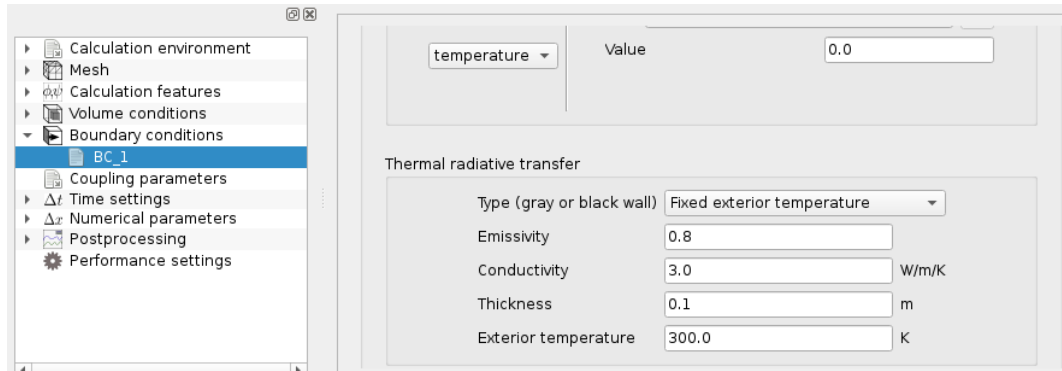 Calculation environment
Mesh
Calculation features
Volume conditions
Boundary conditions
BC_1
Coupling parameters
Δt Time settings
Δx Numerical parameters
Postprocessing
Performance settings
temperature
Value 0.0
Thermal radiative transfer
Type (gray or black wall) Fixed exterior temperature
Emissivity 0.8
Conductivity 3.0 W/m/K
Thickness 0.1 m
Exterior temperature 300.0 K